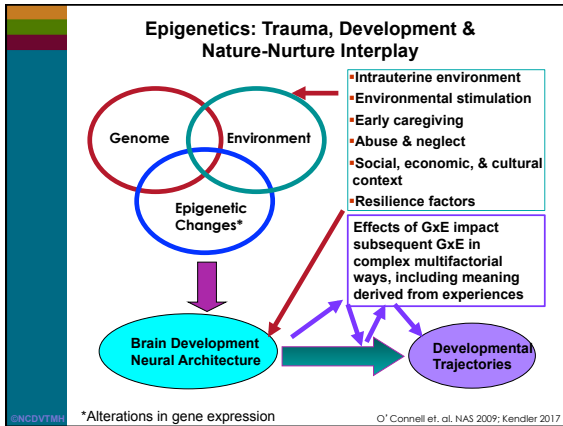 Epigenetics: Trauma, Development &
Nature-Nurture Interplay
Genome
Environment
Epigenetic
Changes*
▪Intrauterine environment
▪Environmental stimulation
▪Early caregiving
▪Abuse & neglect
▪Social, economic, & cultural
context
▪Resilience factors
Effects of GxE impact
subsequent GxE in
complex multifactorial
ways, including meaning
derived from experiences
Brain Development
Neural Architecture
Developmental
Trajectories
©NCDVTMH
*Alterations in gene expression
O' Connell et. al. NAS 2009; Kendler 2017